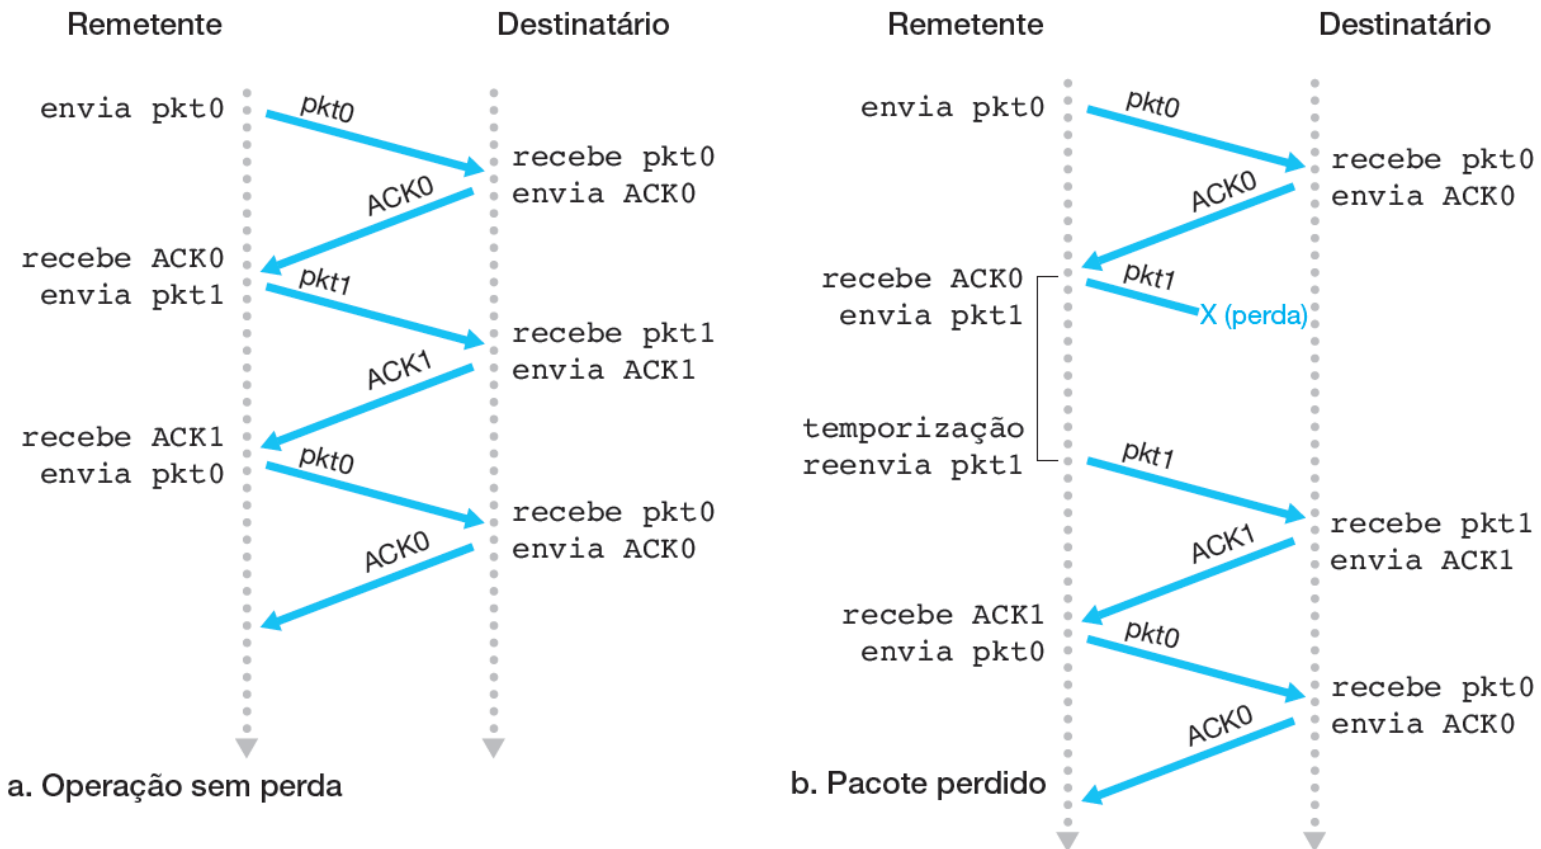 Remetente
Destinatário
envia pkt0
pkt0
recebe pkt0
envia ACK0
ACK0
recebe ACK0
envia pkt1
pkt1
recebe pkt1
envia ACK1
ACK1
recebe ACK1
envia pkt0
pkt0
recebe pkt0
envia ACK0
ACK0
a. Operação sem perda
Remetente
Destinatário
envia pkt0
pkt0
recebe pkt0
envia ACK0
ACK0
recebe ACK0
envia pkt1
pkt1
X (perda)
temporização
reenvia pkt1
pkt1
recebe pkt1
envia ACK1
ACK1
recebe ACK1
envia pkt0
pkt0
recebe pkt0
envia ACK0
ACK0
b. Pacote perdido